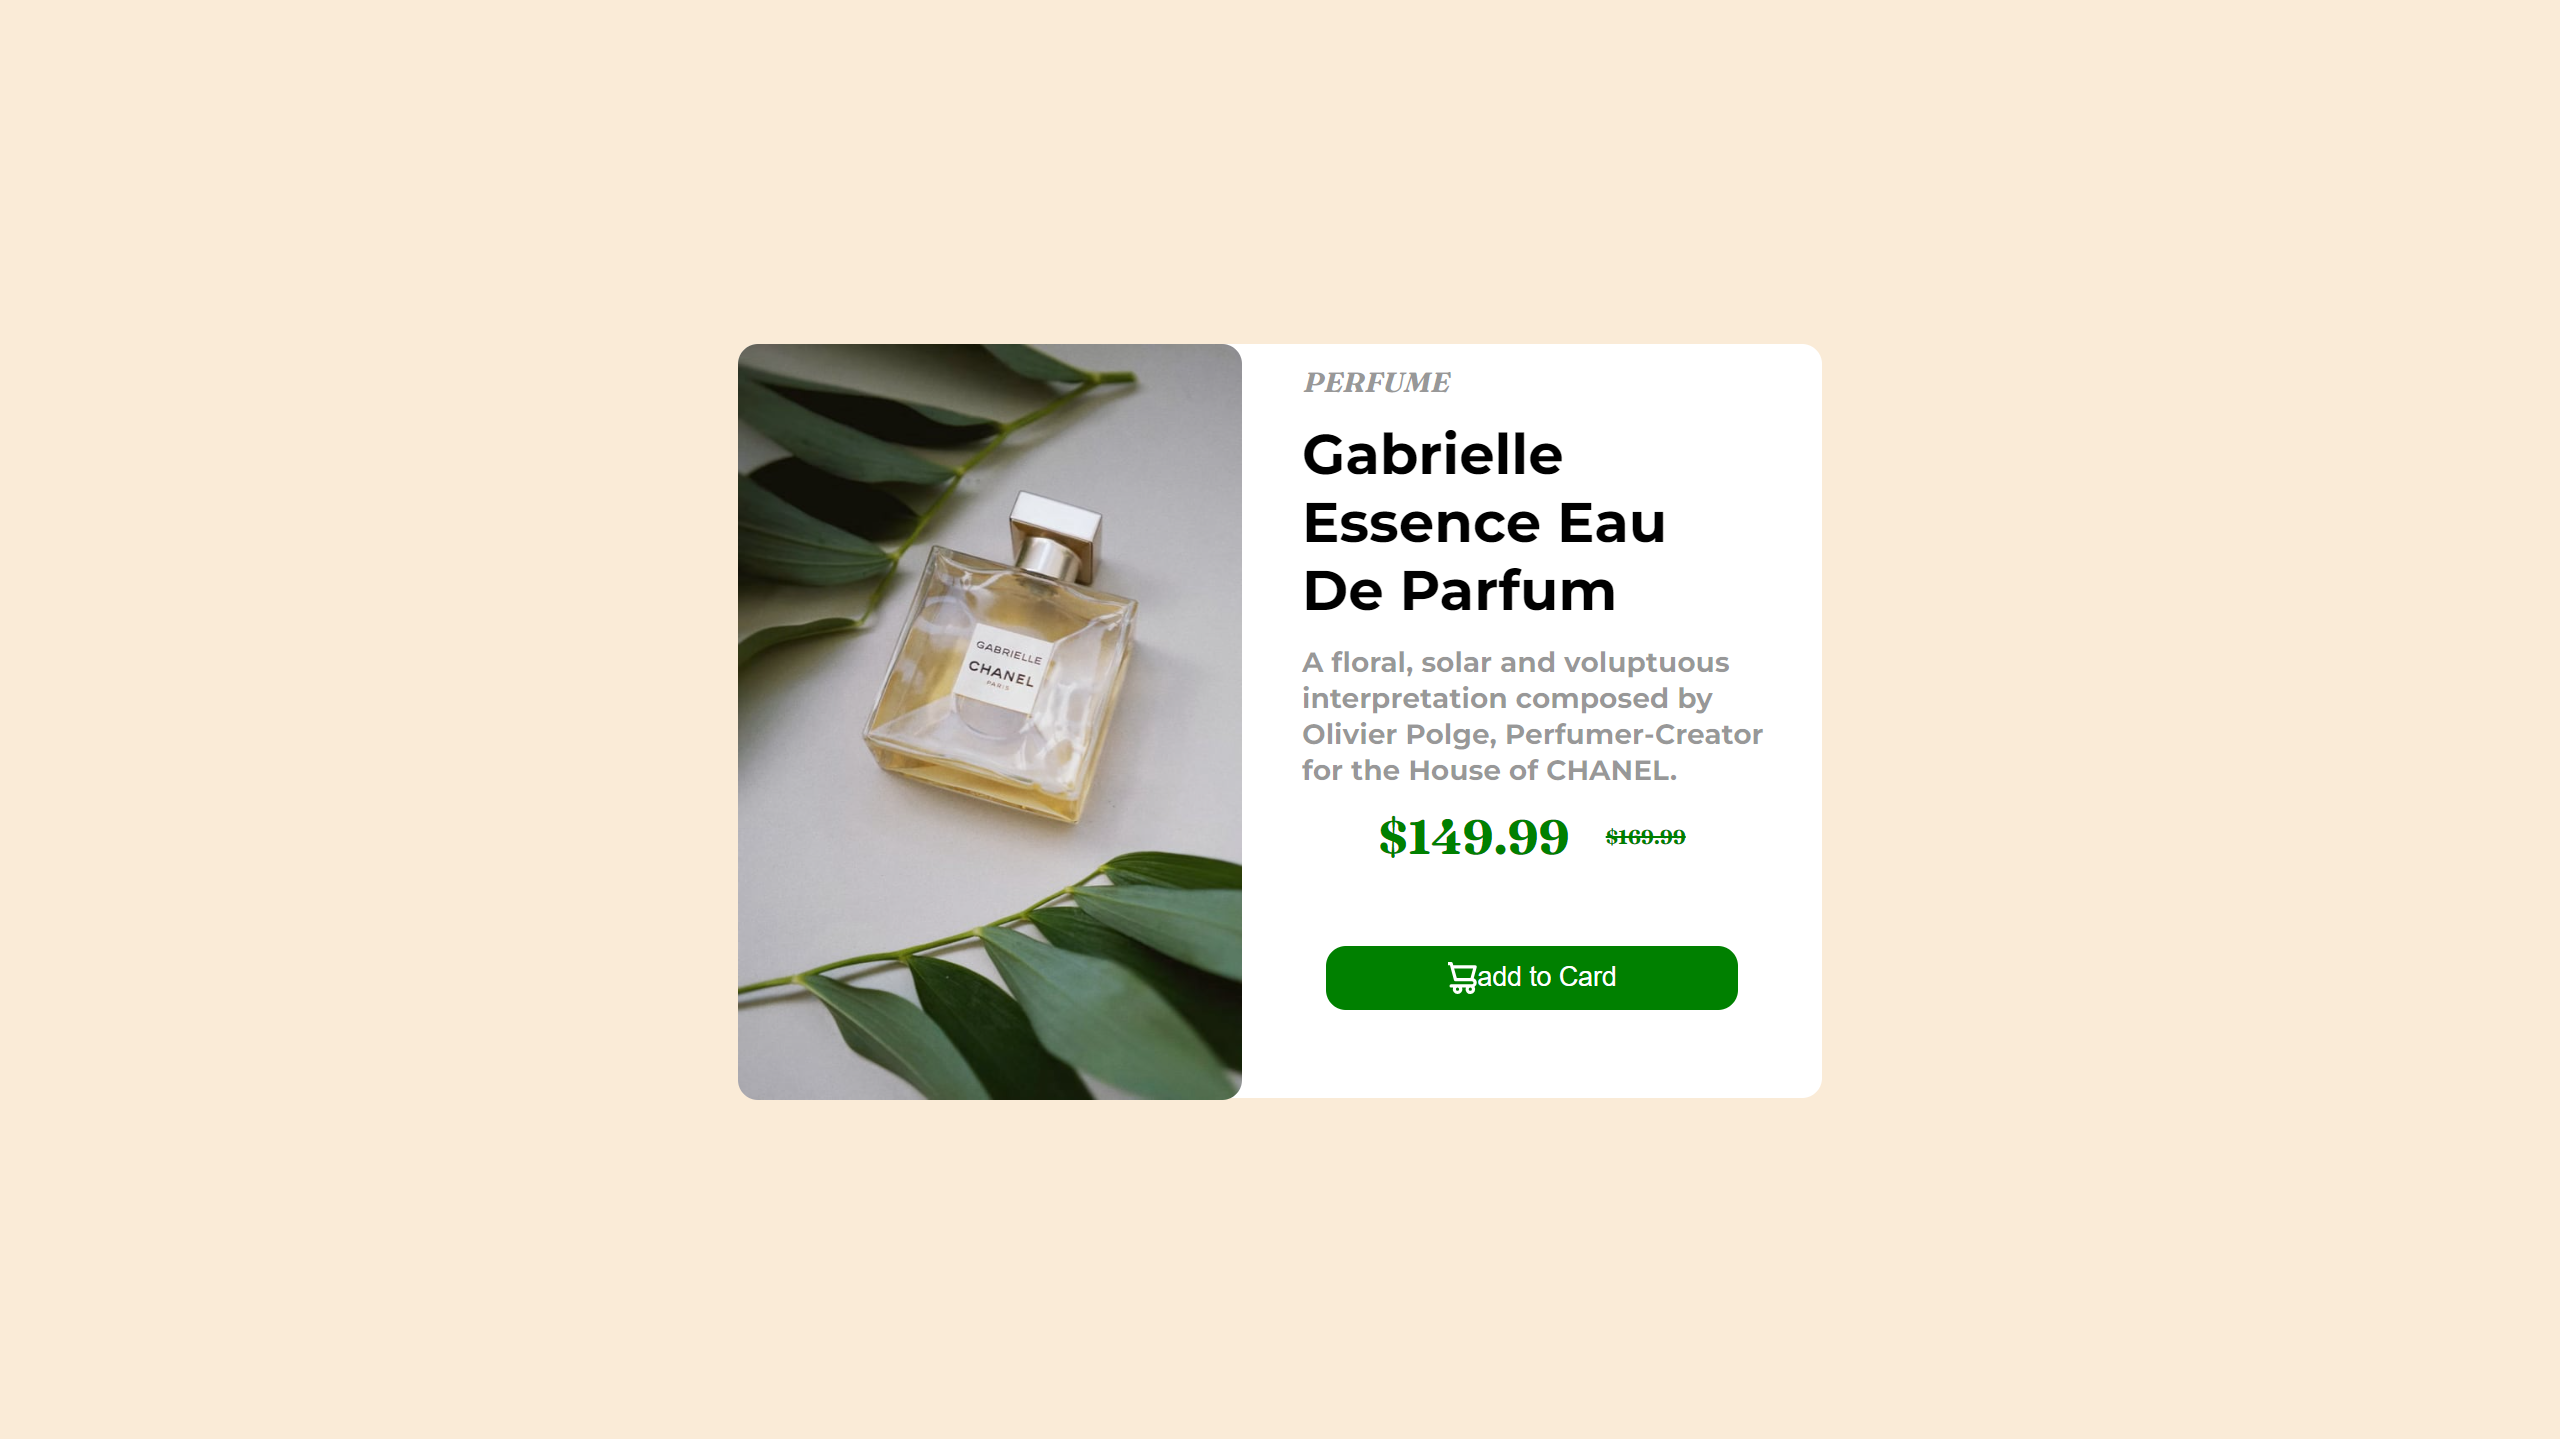 GABRIELLE
CHANEL
PARIS
PERFUME
Gabrielle
Essence Eau
De Parfum
A floral, solar and voluptuous
interpretation composed by
Olivier Polge, Perfumer-Creator
for the House of CHANEL.
$149.99 $169.99
add to Card